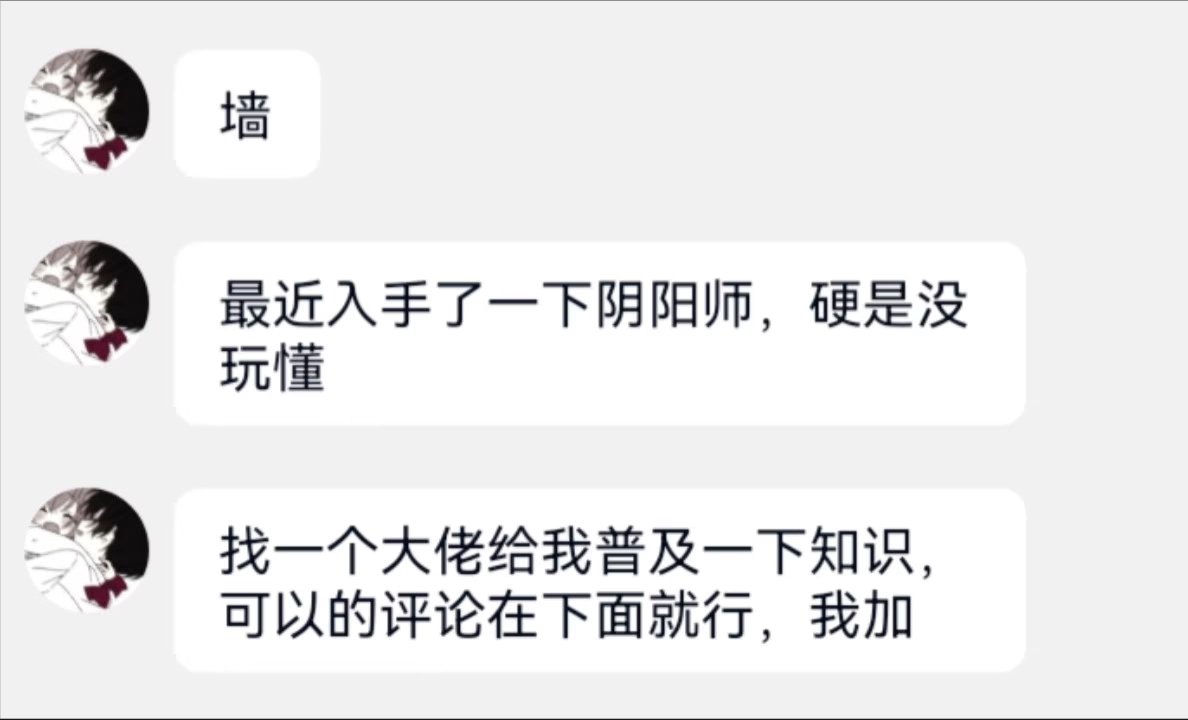 墙
最近入手了一下阴阳师，硬是没
玩懂
找一个大佬给我普及一下知识，
可以的评论在下面就行，我加